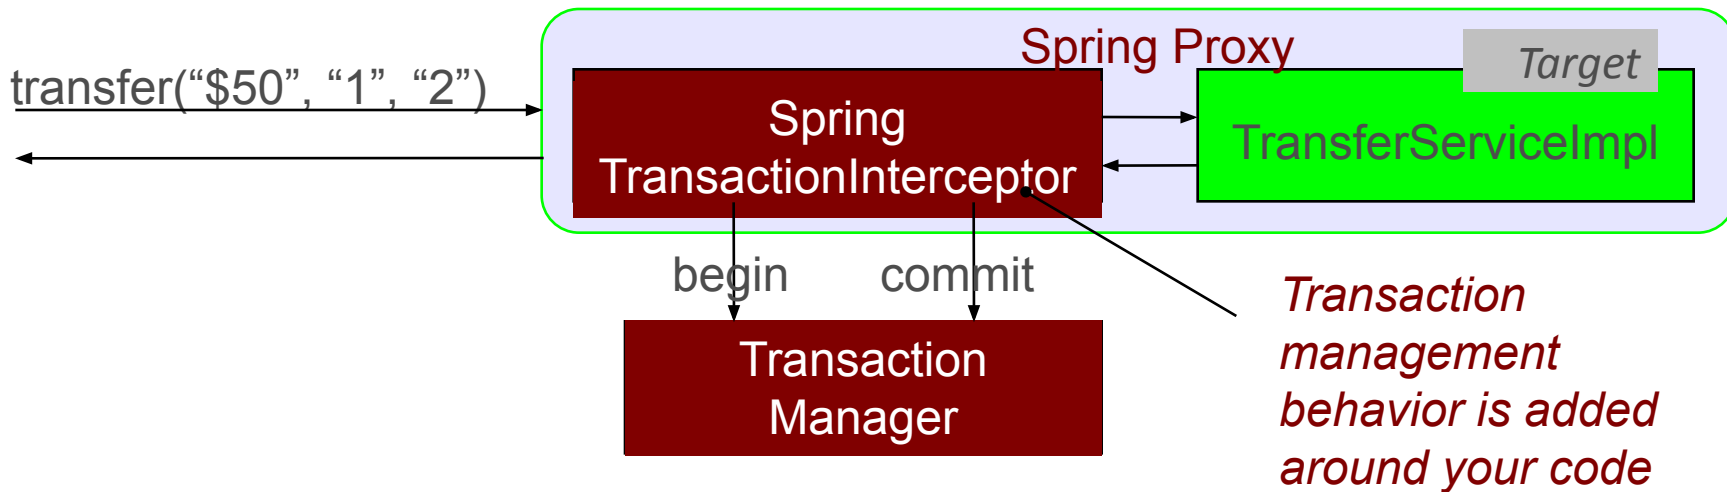 Spring Proxy
Target
transfer(“$50”, “1”, “2”)
Spring
TransactionInterceptor
TransferServiceImpl
begin
commit
Transaction
Manager
Transaction
management
behavior is added
around your code